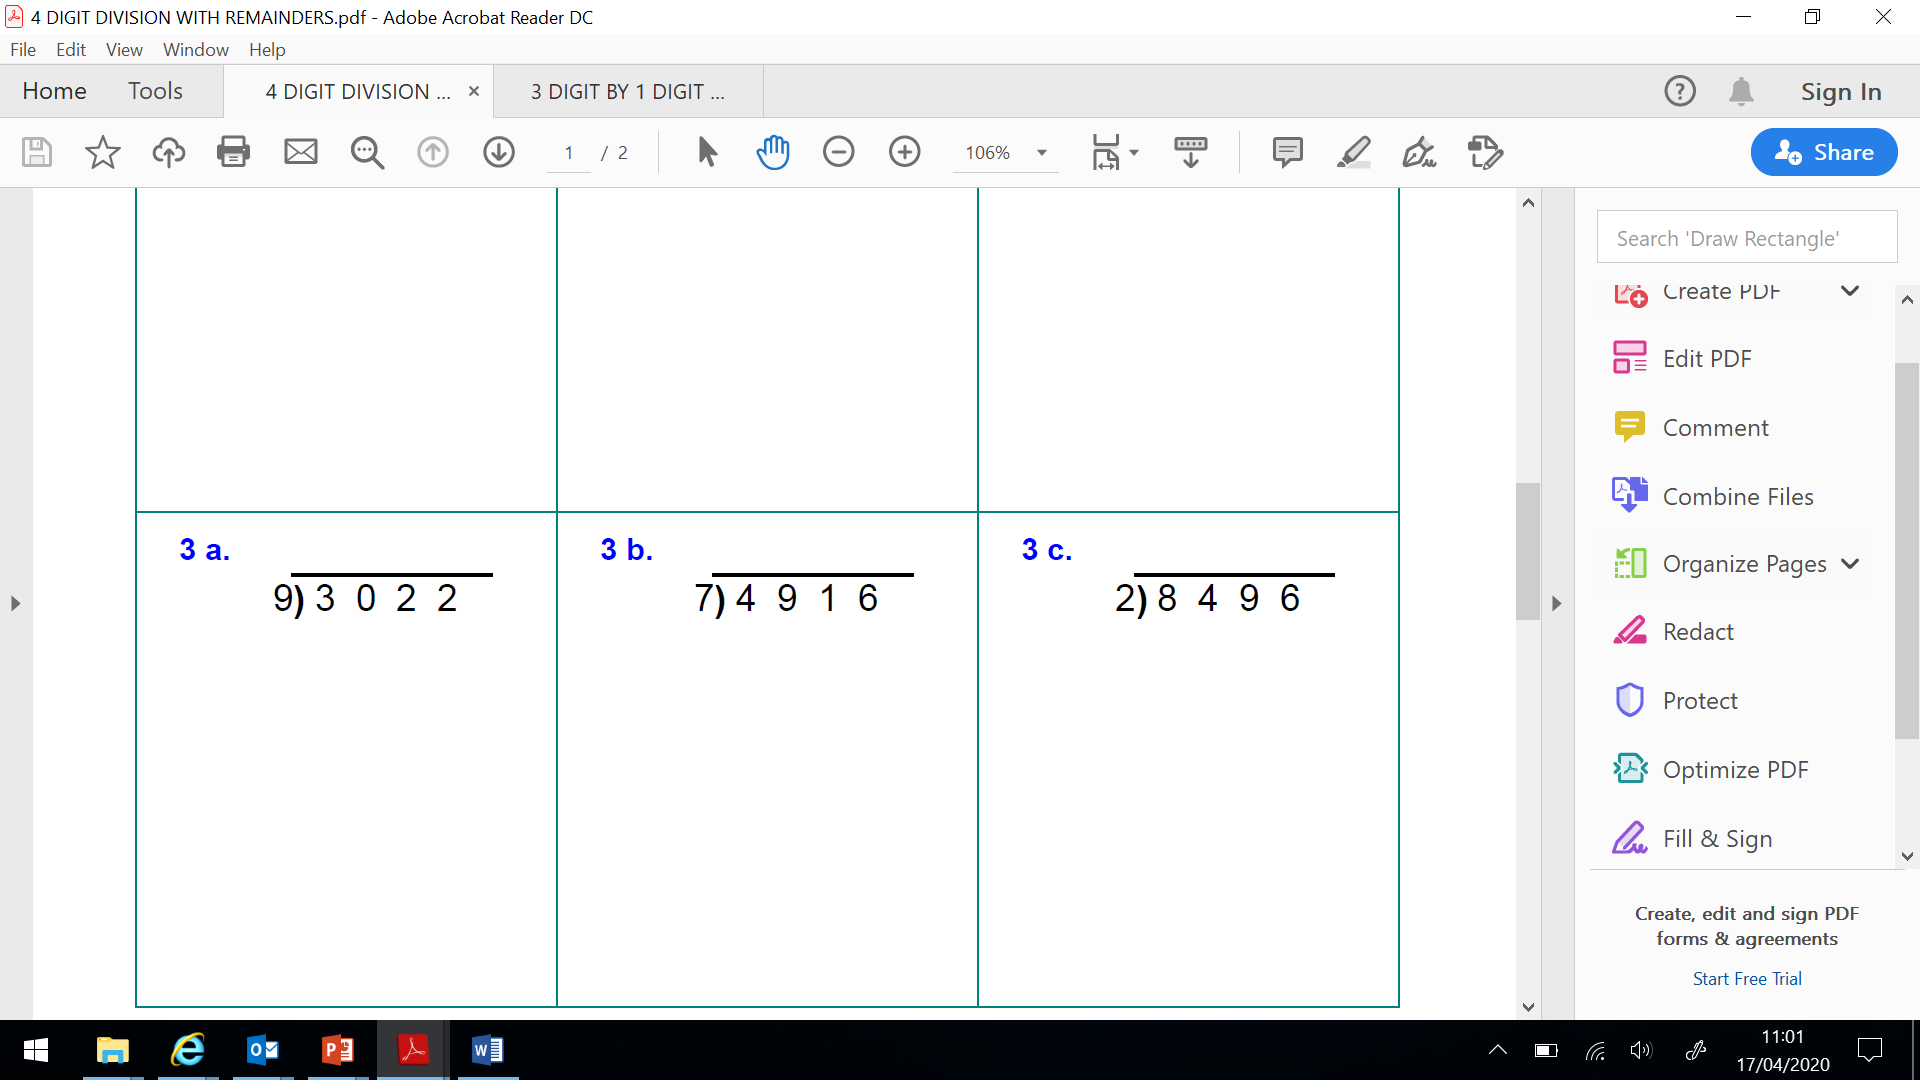 4 DIGIT DIVISION WITH REMAINDERS.pdf - Adobe Acrobat Reader DC
File Edit View Window Help
Home Tools 4 DIGIT DIVISION ... × 3 DIGIT BY 1 DIGIT ... ? Sign In
1 / 2 106% Share
Search 'Draw Rectangle'
Create PDF
Edit PDF
Comment
Combine Files
Organize Pages
Redact
Protect
Optimize PDF
Fill & Sign
Create, edit and sign PDF
forms & agreements
Start Free Trial
3 a. 3 b. 3 c.
9) 3 0 2 2 7) 4 9 1 6 2) 8 4 9 6
11:01
17/04/2020